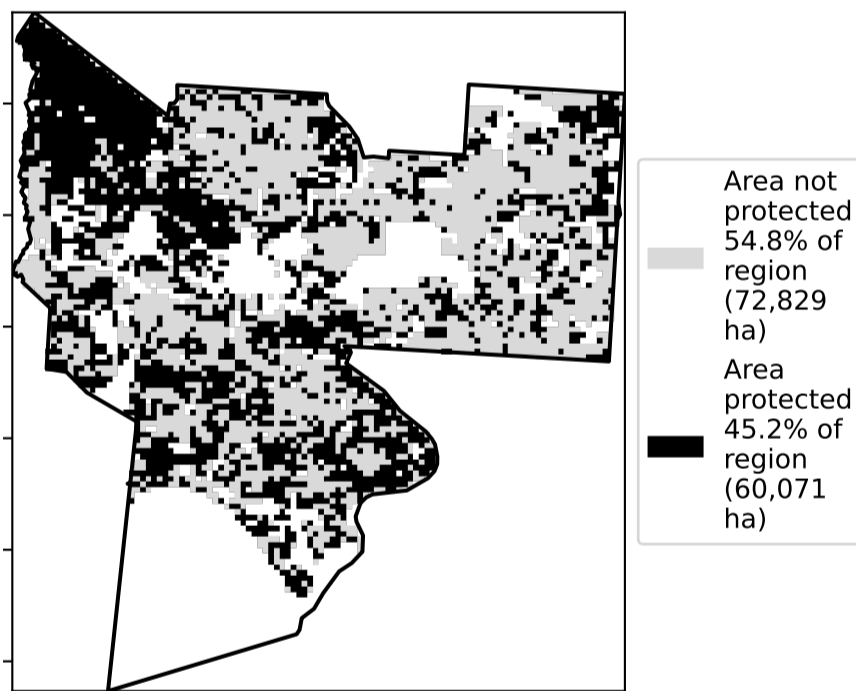 Area not
protected
54.8% of
region
(72,829
ha)
Area
protected
45.2% of
region
(60,071
ha)